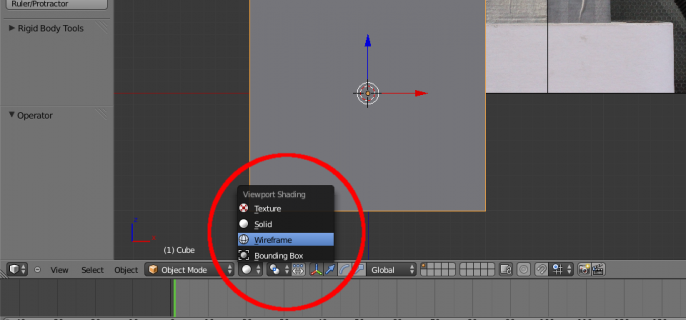 Ruler/Protractor
Rigid Body Tools
Operator
Viewport Shading
Texture
Solid
Wireframe
Bounding Box
z
x
(1) Cube
View Select Object Object Mode Global